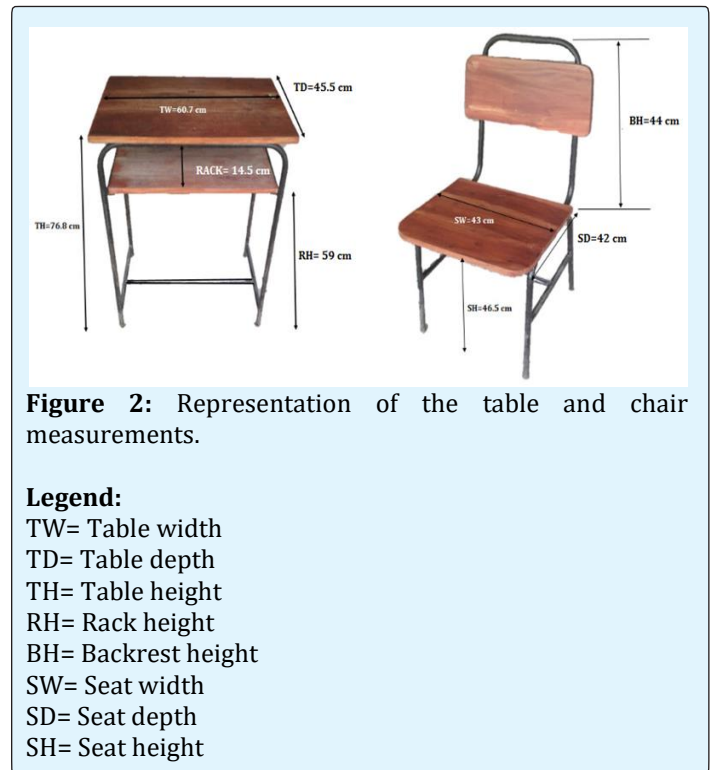 TD=45.5 cm
TW=60.7 cm
BH=44 cm
RACK= 14.5 cm
SW=43 cm
TH=76.8 cm
SD=42 cm
RH= 59 cm
SH=46.5 cm
Figure 2: Representation of the table and chair
measurements.
Legend:
TW= Table width
TD= Table depth
TH= Table height
RH= Rack height
BH= Backrest height
SW= Seat width
SD= Seat depth
SH= Seat height